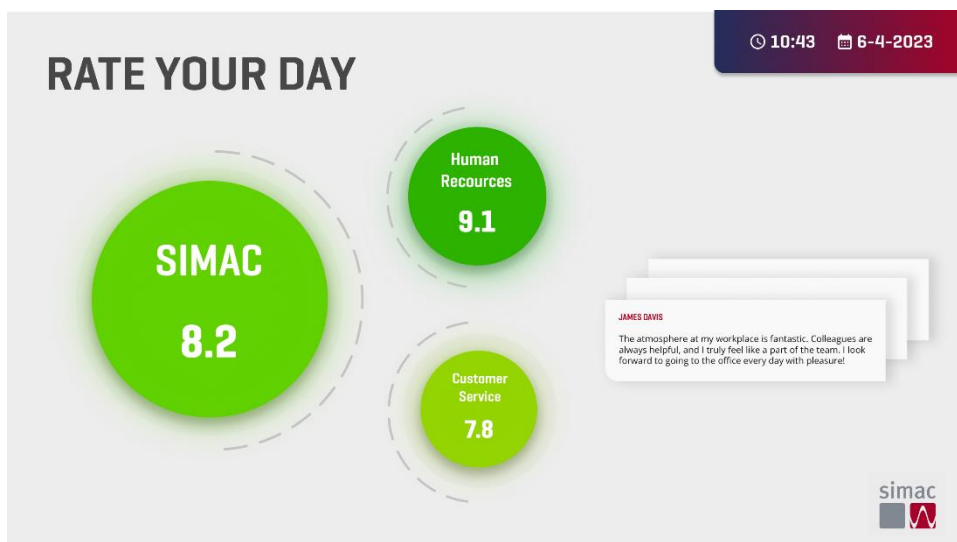 10:43 6-4-2023
RATE YOUR DAY
SIMAC
8.2
Human
Recources
9.1
Customer
Service
7.8
JAMES DAVIS
The atmosphere at my workplace is fantastic. Colleagues are
always helpful, and I truly feel like a part of the team. I look
forward to going to the office every day with pleasure!
simac